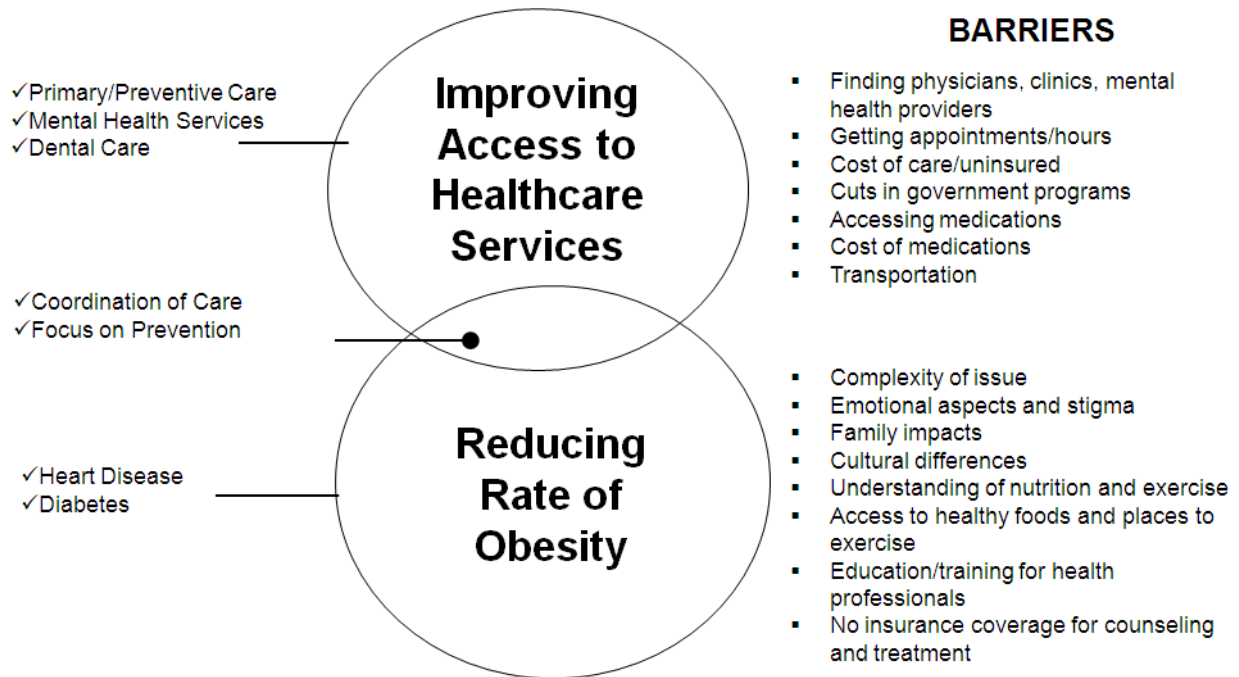 ✓Primary/Preventive Care
✓Mental Health Services
✓Dental Care
Improving
Access to
Healthcare
Services
BARRIERS
▪ Finding physicians, clinics, mental
health providers
▪ Getting appointments/hours
▪ Cost of care/uninsured
▪ Cuts in government programs
▪ Accessing medications
▪ Cost of medications
▪ Transportation
✓Coordination of Care
✓Focus on Prevention
✓Heart Disease
✓Diabetes
Reducing
Rate of
Obesity
▪ Complexity of issue
▪ Emotional aspects and stigma
▪ Family impacts
▪ Cultural differences
▪ Understanding of nutrition and exercise
▪ Access to healthy foods and places to
exercise
▪ Education/training for health
professionals
▪ No insurance coverage for counseling
and treatment